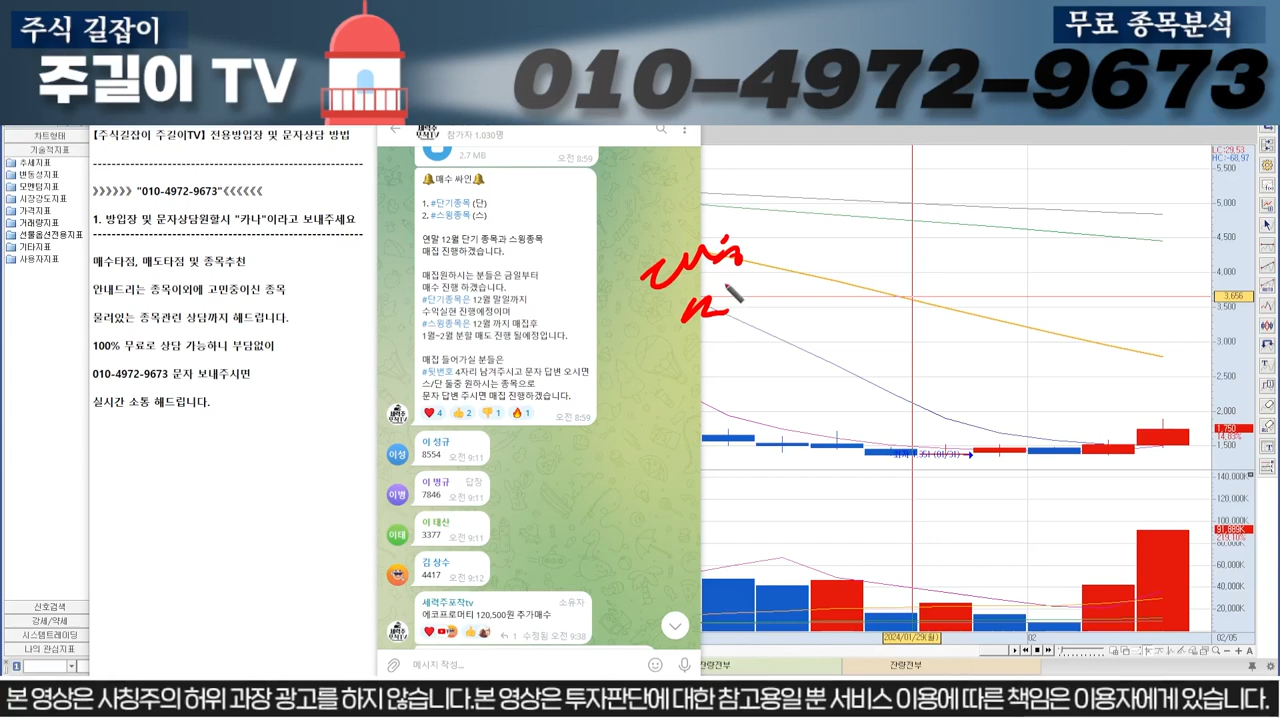 주식 길잡이
주길이 TV
무료 종목분석
010-4972-9673
차트형태
기술적지표
추세지표
변동성지표
모멘텀지표
시장강도지표
가격지표
거래량지표
선물옵션전용지표
기타지표
사용자지표
신호검색
강세/약세
시스템트레이딩
나의 관심지표
【주식길잡이 주길이TV】 전용방입장 및 문자상담 방법
》》》》》》 "010-4972-9673"《《《《《《
1. 방입장 및 문자상담원할시 "카나"이라고 보내주세요
매수타점, 매도타점 및 종목추천
안내드리는 종목이외에 고민중이신 종목
물려있는 종목관련 상담까지 해드립니다.
100% 무료로 상담 가능하니 부담없이
010-4972-9673 문자 보내주시면
실시간 소통 해드립니다.
참가자 1,030명
2.7 MB 오전 8:59
매수 싸인
1. #단기종목 (단)
2. #스윙종목 (스)
연말 12월 단기 종목과 스윙종목
매집 진행하겠습니다.
매집원하시는 분들은 금일부터
매수 진행 하겠습니다.
#단기종목은 12월 말일까지
수익실현 진행예정이며
#스윙종목은 12월 까지 매집후
1월~2월 분할 매도 진행 될예정입니다.
매집 들어가실 분들은
#뒷번호 4자리 남겨주시고 문자 답변 오시면
스/단 둘중 원하시는 종목으로
문자 답변 주시면 매집 진행하겠습니다.
4 2 1 1 오전 8:59
이성 이 성규
8554 오전 9:11
이병 이 병규 답장
7846 오전 9:11
이태 이 태산
3377 오전 9:11
김 상수
4417 오전 9:12
세력주포작tv 소유자
에코프로머티 120,500원 추가매수
1 수정됨 오전 9:38
메시지 작성...
LC:29.53
HC:-68.97
5,500
5,000
4,500
4,000
3,656
3,500
3,000
2,500
2,000
1,750
14.83%
1,500
1,351 (01/31)
140,000K
120,000K
100,000K
91,889K
219.10%
80,000K
60,000K
40,000K
20,000K
2024/01/29(월) 02 02/05
잔량전부 잔량전부
본 영상은 사칭주의 허위 과장 광고를 하지 않습니다.본 영상은 투자판단에 대한 참고용일 뿐 서비스 이용에 따른 책임은 이용자에게 있습니다.